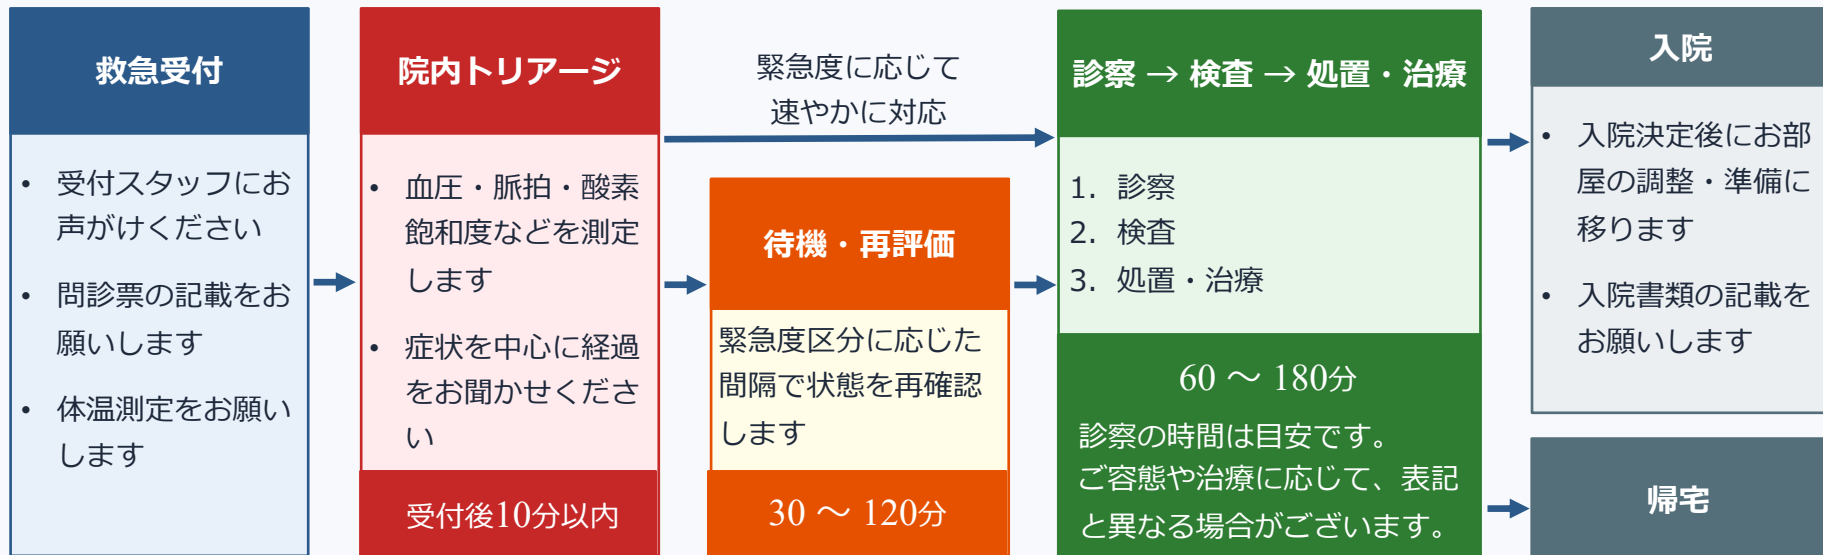 救急受付
• 受付スタッフにお
声がけください
• 問診票の記載をお
願いします
• 体温測定をお願い
します
院内トリアージ
• 血圧・脈拍・酸素
飽和度などを測定
します
• 症状を中心に経過
をお聞かせくださ
い
受付後10分以内
緊急度に応じて
速やかに対応
待機・再評価
緊急度区分に応じた
間隔で状態を再確認
します
30 ～ 120分
診察 → 検査 → 処置・治療
1. 診察
2. 検査
3. 処置・治療
60 ～ 180分
診察の時間は目安です。
ご容態や治療に応じて、表記
と異なる場合がございます。
入院
• 入院決定後にお部
屋の調整・準備に
移ります
• 入院書類の記載を
お願いします
帰宅